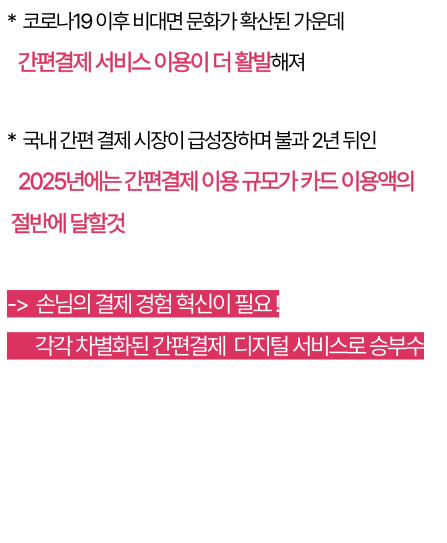 * 코로나19 이후 비대면 문화가 확산된 가운데
간편결제 서비스 이용이 더 활발해져
* 국내 간편 결제 시장이 급성장하며 불과 2년 뒤인
2025년에는 간편결제 이용 규모가 카드 이용액의
절반에 달할것
-> 손님의 결제 경험 혁신이 필요!
각각 차별화된 간편결제 디지털 서비스로 승부수